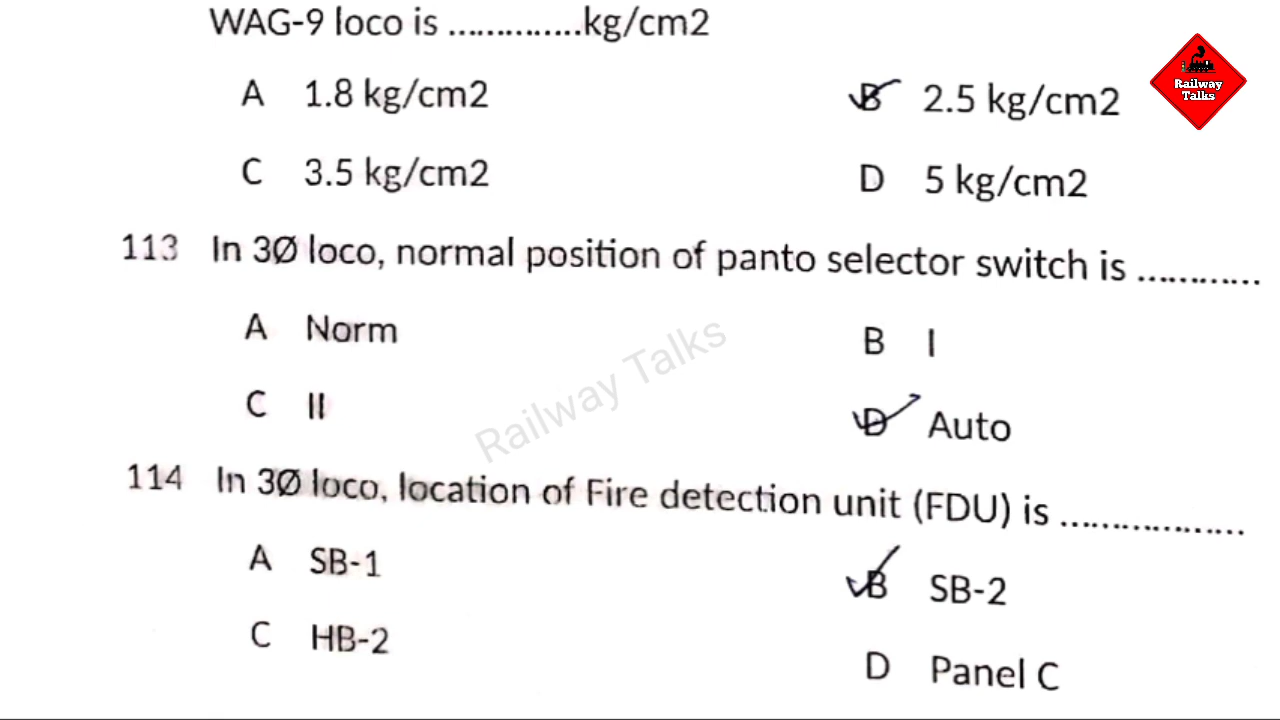 WAG-9 loco is ..............kg/cm2
A 1.8 kg/cm2 B 2.5 kg/cm2
C 3.5 kg/cm2 D 5 kg/cm2
113 In 3Ø loco, normal position of panto selector switch is ............
A Norm B I
C II D Auto
114 In 3Ø loco, location of Fire detection unit (FDU) is ...................
A SB-1 B SB-2
C HB-2 D Panel C
Railway
Talks
Railway Talks